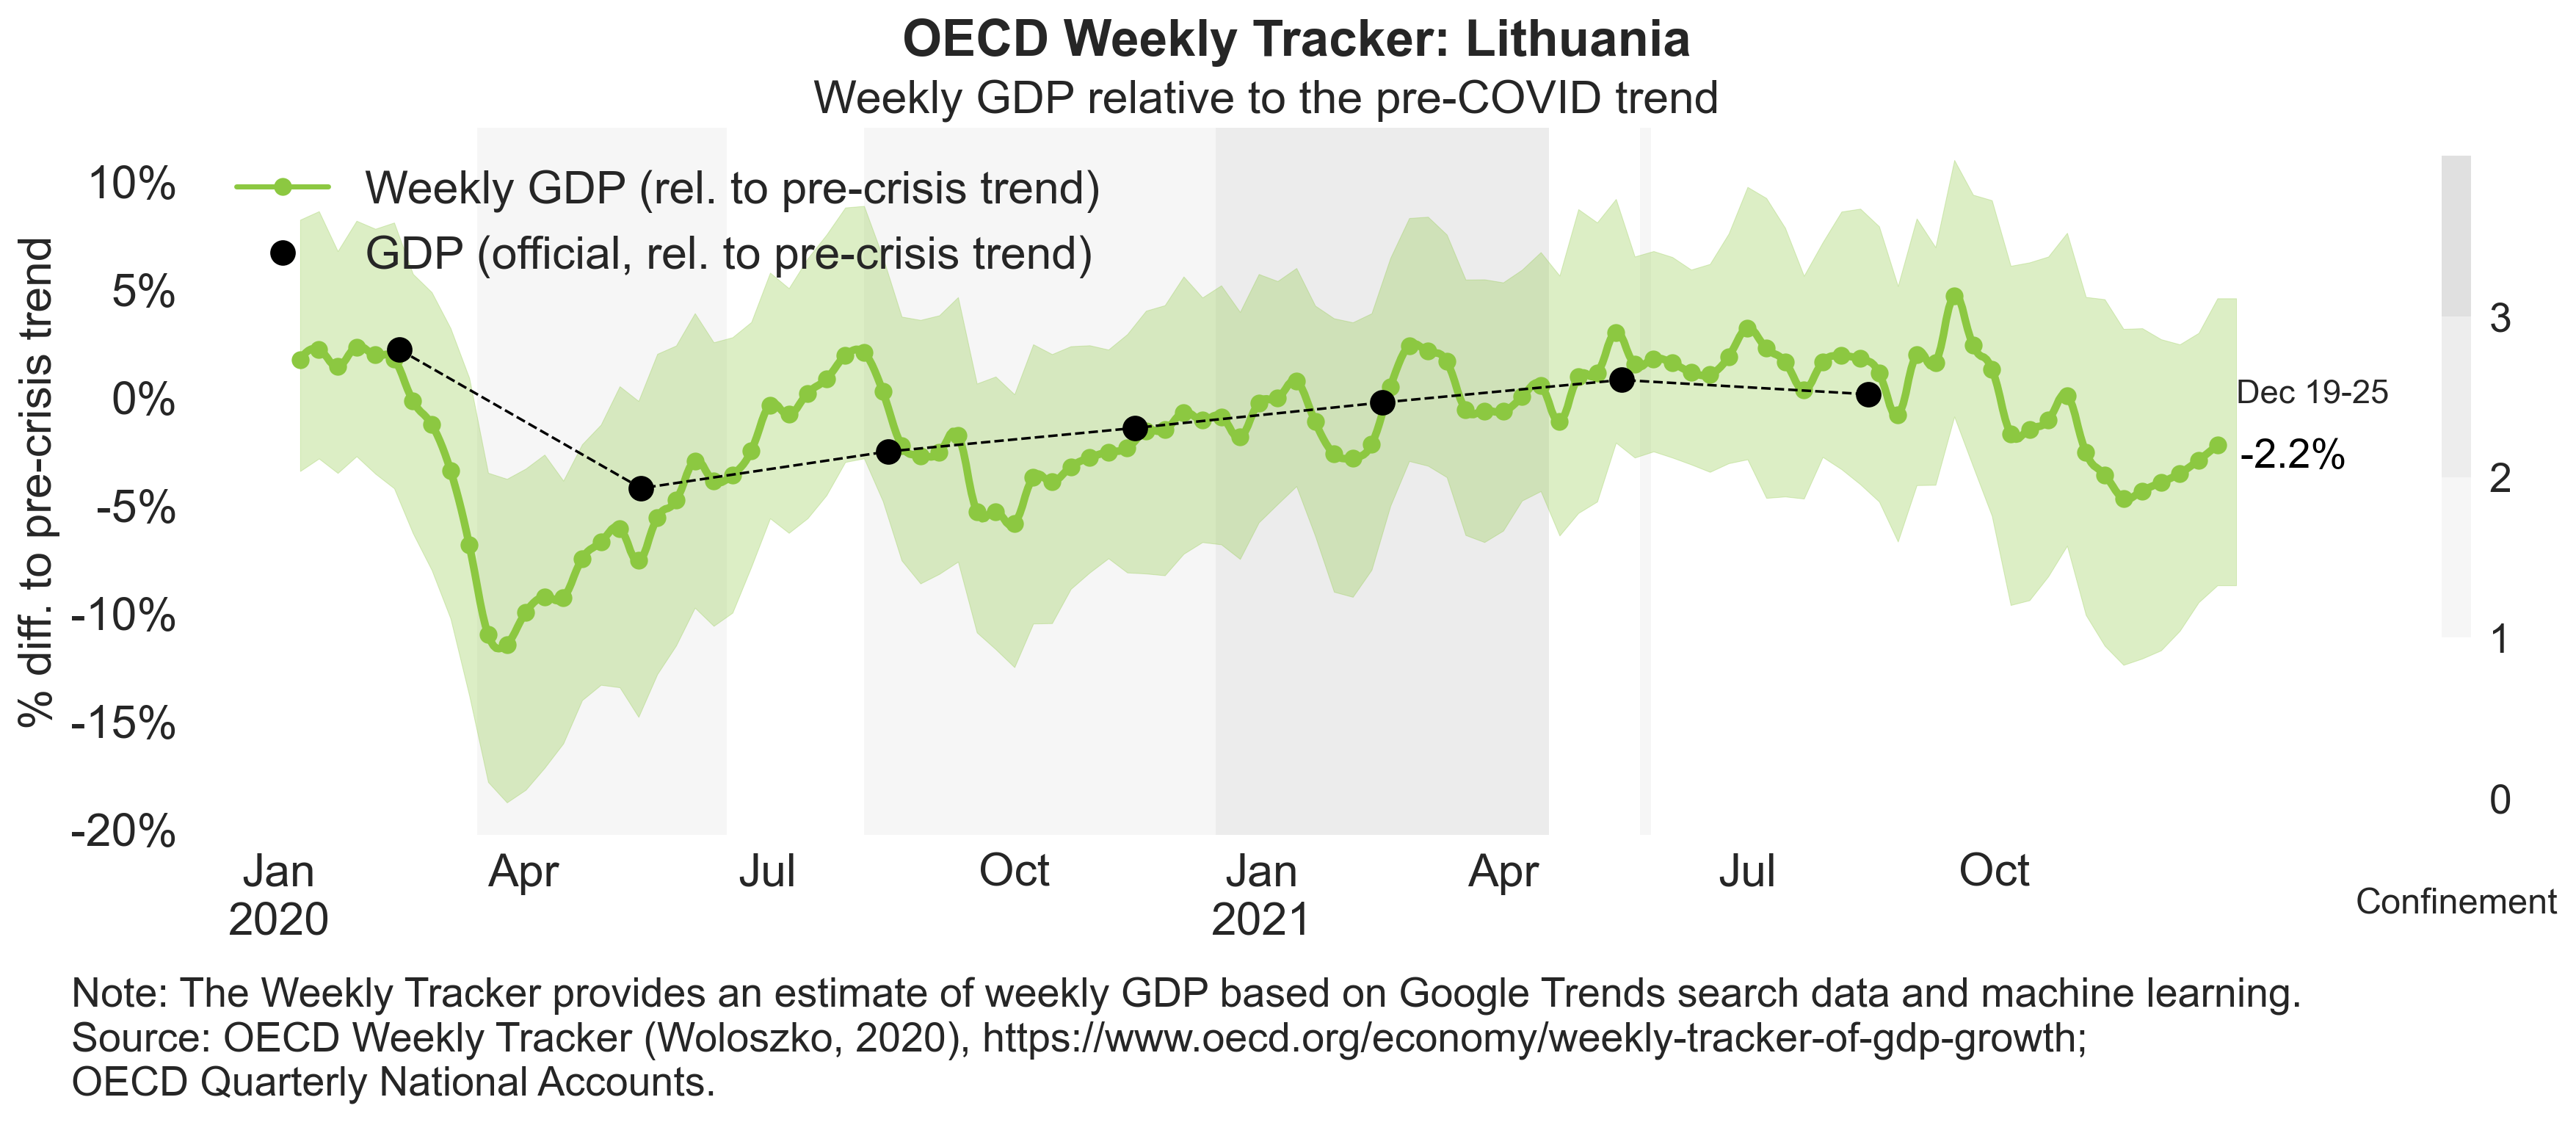 OECD Weekly Tracker: Lithuania
Weekly GDP relative to the pre-COVID trend
% diff. to pre-crisis trend
10%
5%
0%
-5%
-10%
-15%
-20%
Weekly GDP (rel. to pre-crisis trend)
GDP (official, rel. to pre-crisis trend)
Dec 19-25
-2.2%
3
2
1
0
Confinement
Jan Apr Jul Oct Jan Apr Jul Oct
2020 2021
Note: The Weekly Tracker provides an estimate of weekly GDP based on Google Trends search data and machine learning.
Source: OECD Weekly Tracker (Woloszko, 2020), https://www.oecd.org/economy/weekly-tracker-of-gdp-growth;
OECD Quarterly National Accounts.